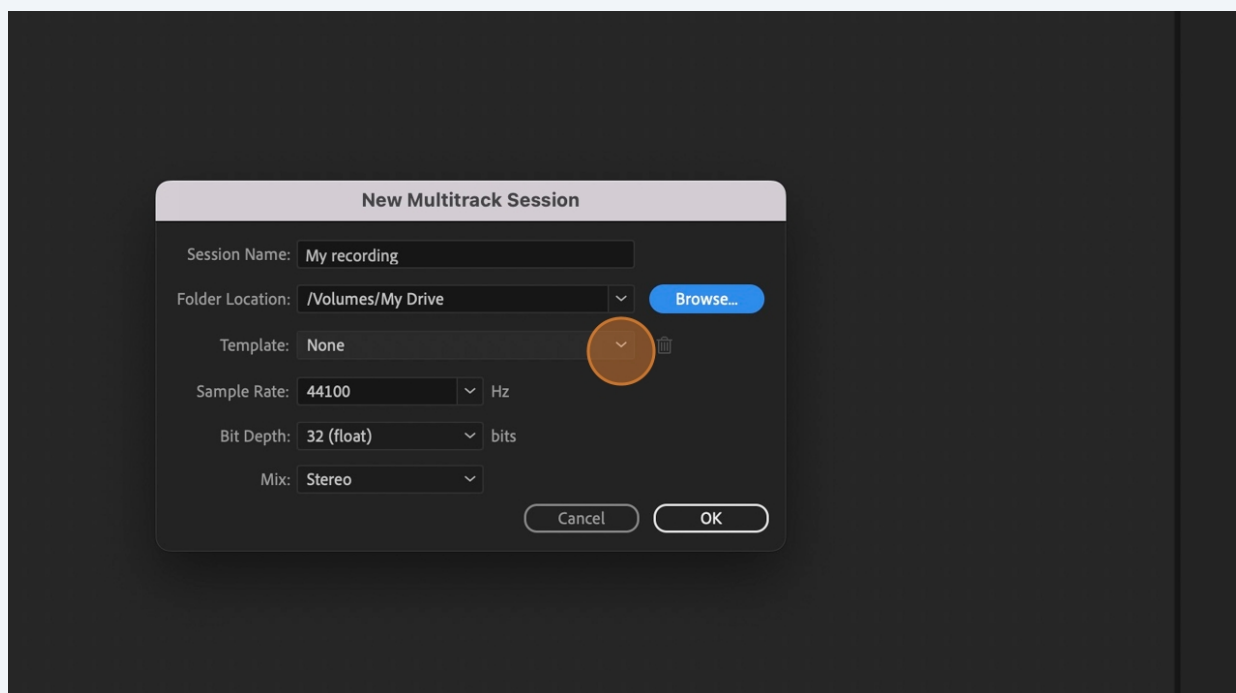 New Multitrack Session
Session Name: My recording
Folder Location: /Volumes/My Drive Browse...
Template: None
Sample Rate: 44100 Hz
Bit Depth: 32 (float) bits
Mix: Stereo
Cancel OK